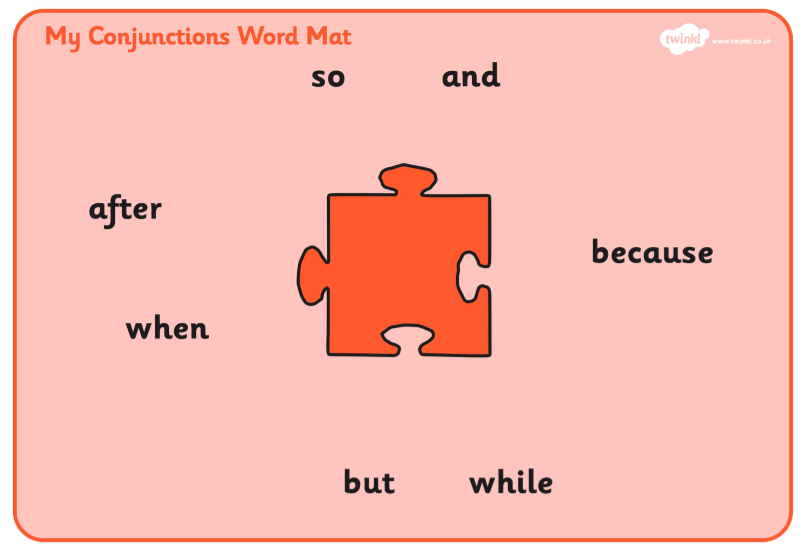 My Conjunctions Word Mat
twinkl www.twinkl.co.uk
so and
after
because
when
but while